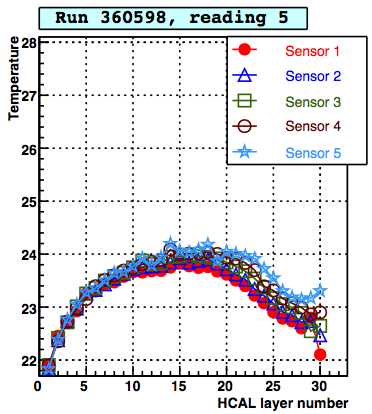 Run 360598, reading 5
Temperature
28
27
26
25
24
23
22
Sensor 1
Sensor 2
Sensor 3
Sensor 4
Sensor 5
0 5 10 15 20 25 30
HCAL layer number